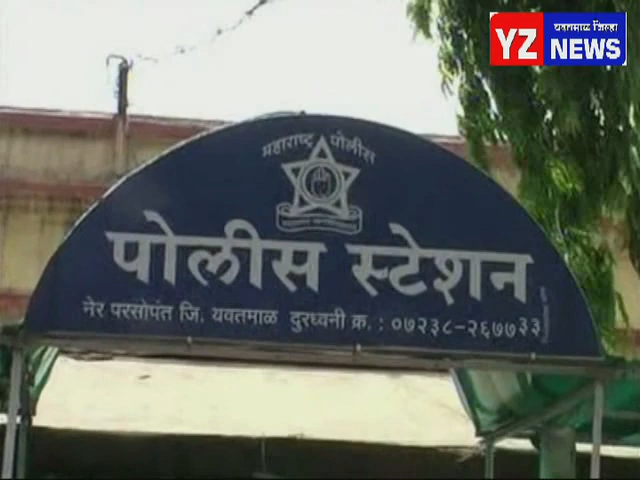 यवतमाळ जिल्हा
YZ NEWS
महाराष्ट्र पोलीस
पोलीस स्टेशन
नेर परसोपंत जि. यवतमाळ दुरध्वनी क्र. : ०७२३८-२६७७३३